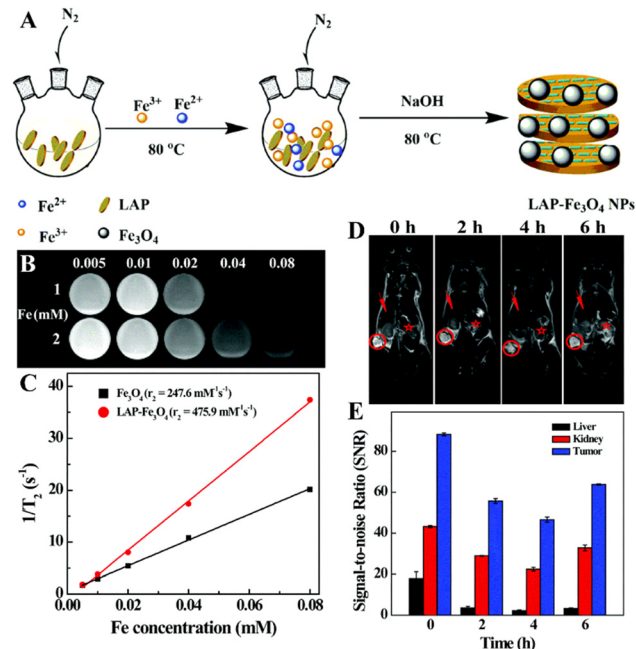 A
N₂
N₂
Fe³⁺ Fe²⁺
80 °C
NaOH
80 °C
Fe²⁺ LAP
Fe³⁺ Fe₃O₄
LAP-Fe₃O₄ NPs
B
0.005 0.01 0.02 0.04 0.08
1
Fe (mM)
2
C
Fe₃O₄ (r₂ = 247.6 mM⁻¹s⁻¹)
LAP-Fe₃O₄ (r₂ = 475.9 mM⁻¹s⁻¹)
1/T₂ (s⁻¹)
40
30
20
10
0
0.00 0.02 0.04 0.06 0.08
Fe concentration (mM)
D
0 h 2 h 4 h 6 h
E
Liver
Kidney
Tumor
Signal-to-noise Ratio (SNR)
80
60
40
20
0
0 2 4 6
Time (h)